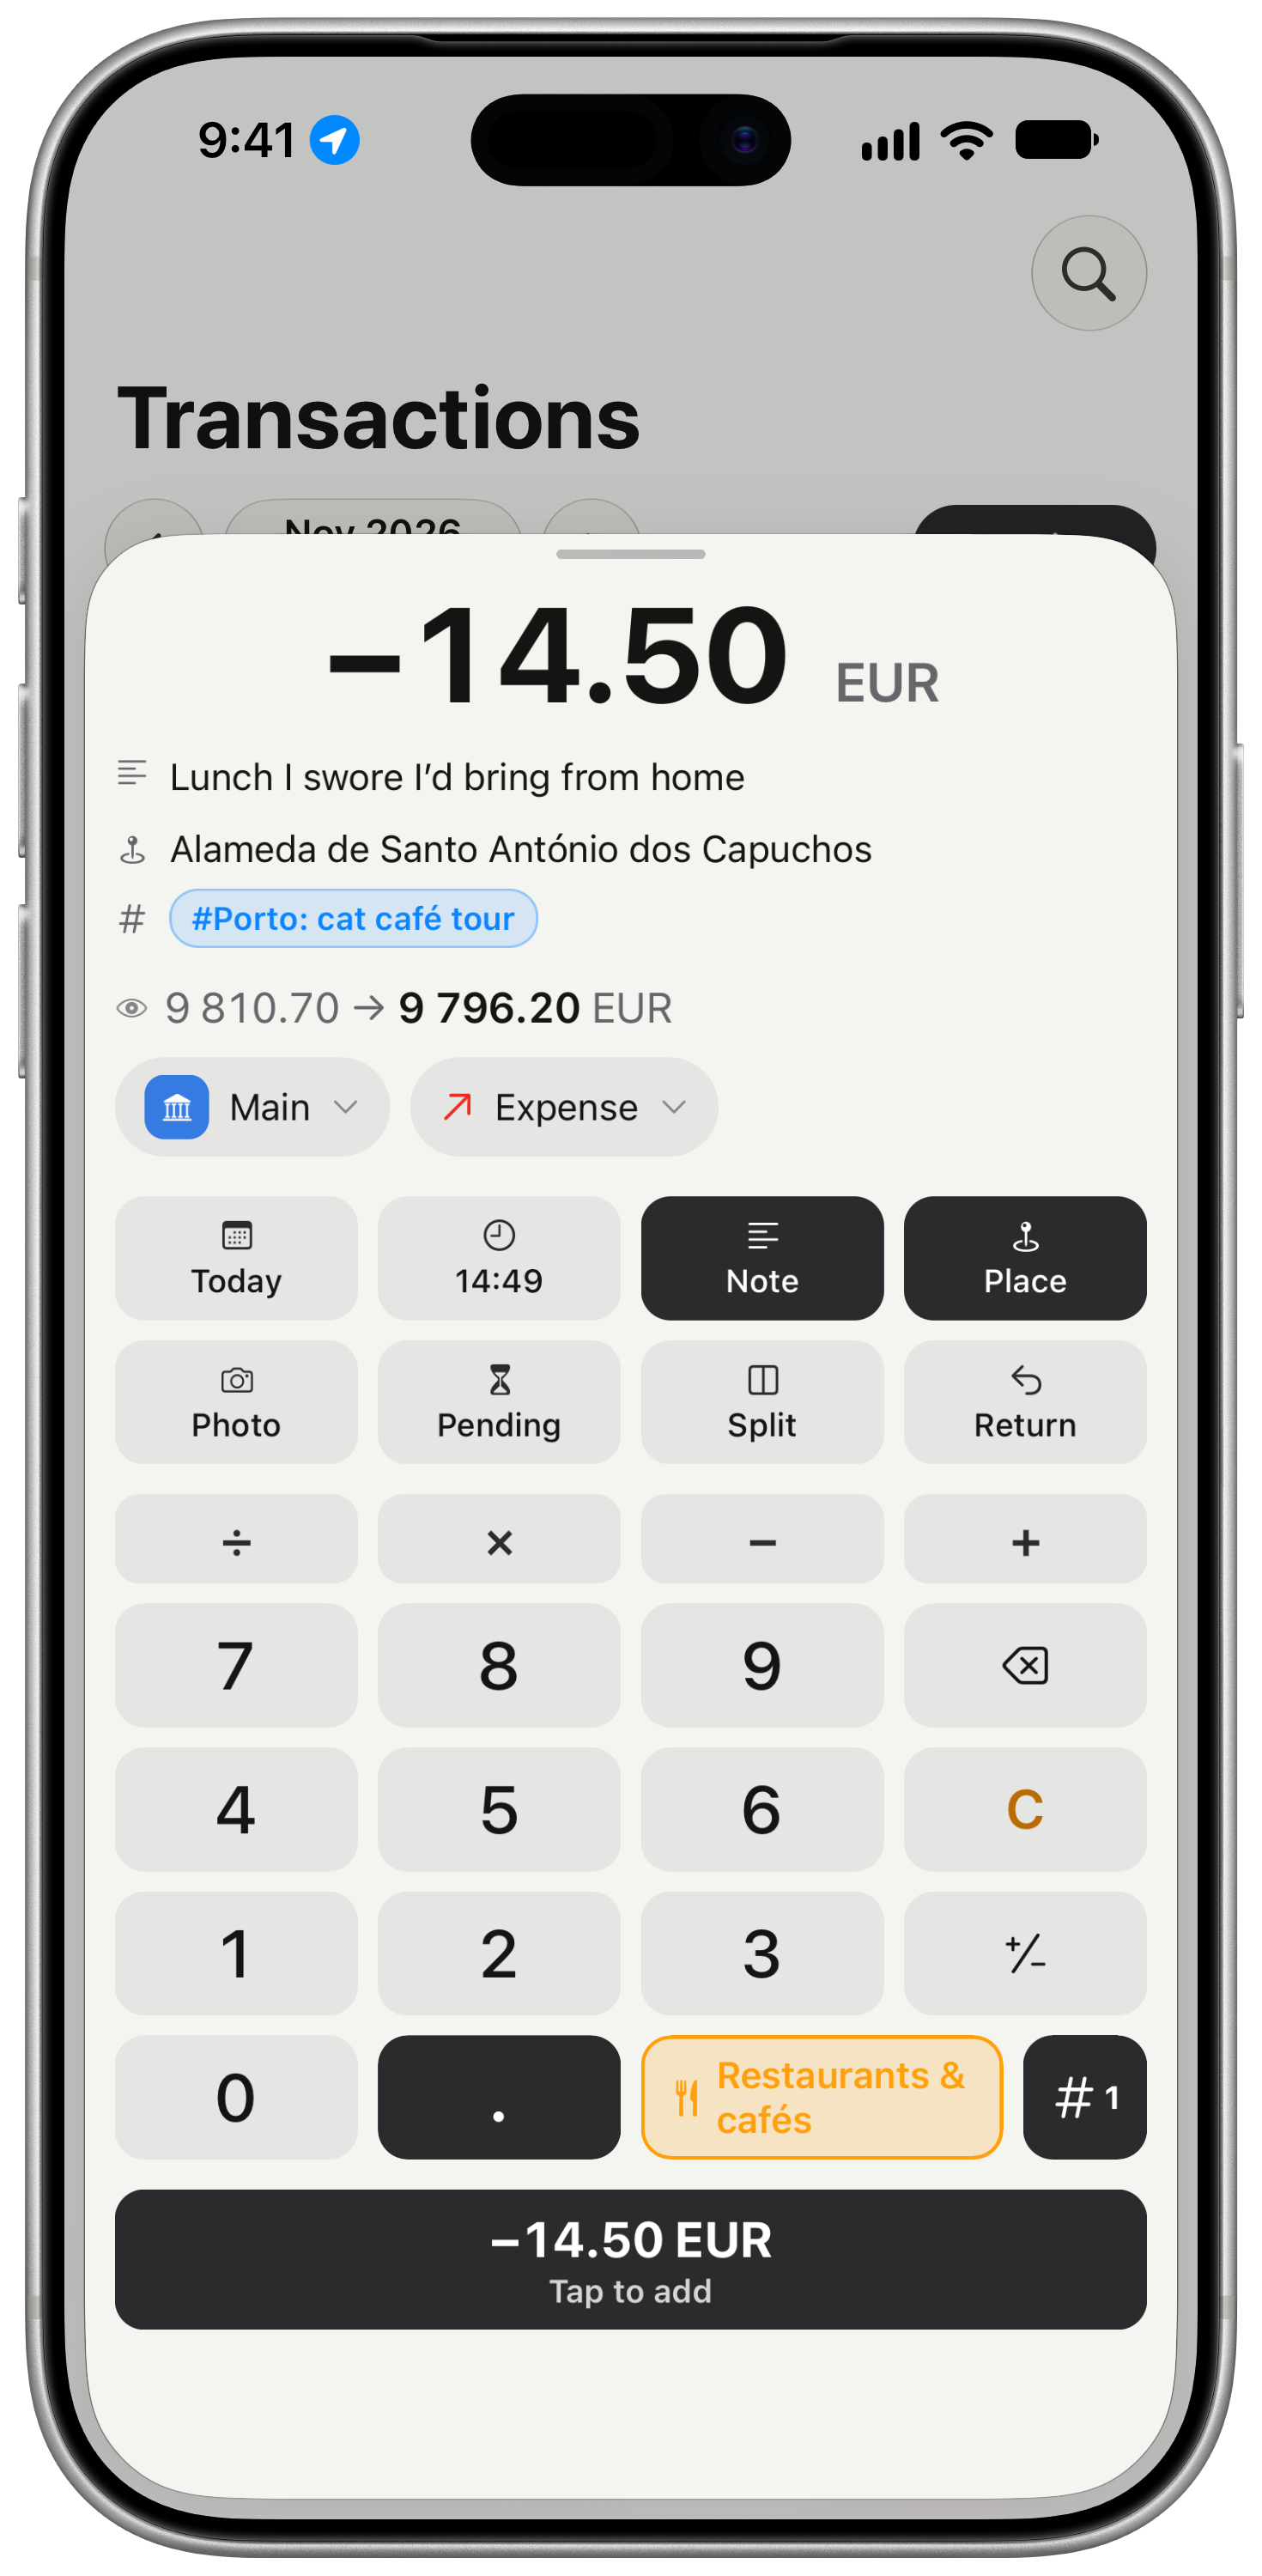 9:41
Transactions
Nov 2026
−14.50 EUR
Lunch I swore I’d bring from home
Alameda de Santo António dos Capuchos
# #Porto: cat café tour
9 810.70 → 9 796.20 EUR
Main Expense
Today 14:49 Note Place
Photo Pending Split Return
÷ × − +
7 8 9
4 5 6 C
1 2 3 +/−
0 . Restaurants &
cafés # 1
−14.50 EUR
Tap to add